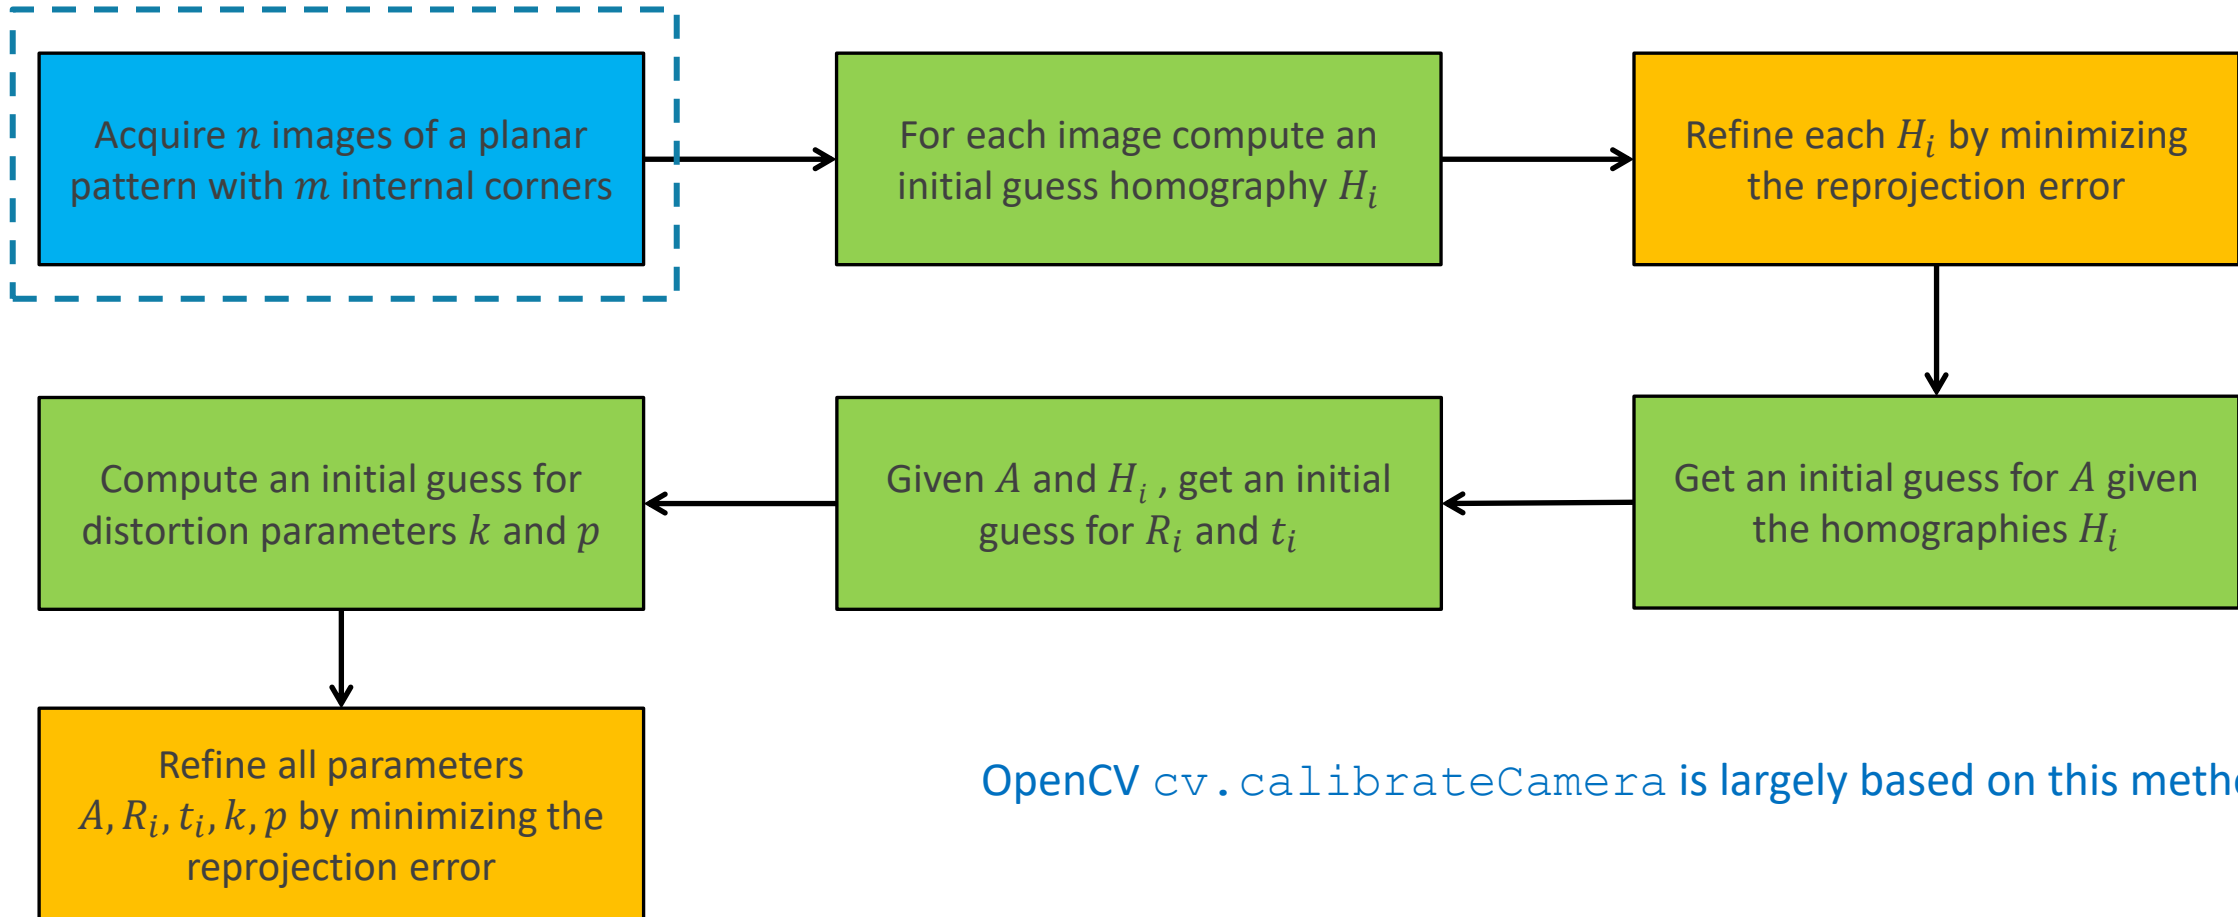 Acquire n images of a planar
pattern with m internal corners
For each image compute an
initial guess homography H_i
Refine each H_i by minimizing
the reprojection error
Get an initial guess for A given
the homographies H_i
Given A and H_i , get an initial
guess for R_i and t_i
Compute an initial guess for
distortion parameters k and p
Refine all parameters
A, R_i, t_i, k, p by minimizing the
reprojection error
OpenCV cv.calibrateCamera is largely based on this meth